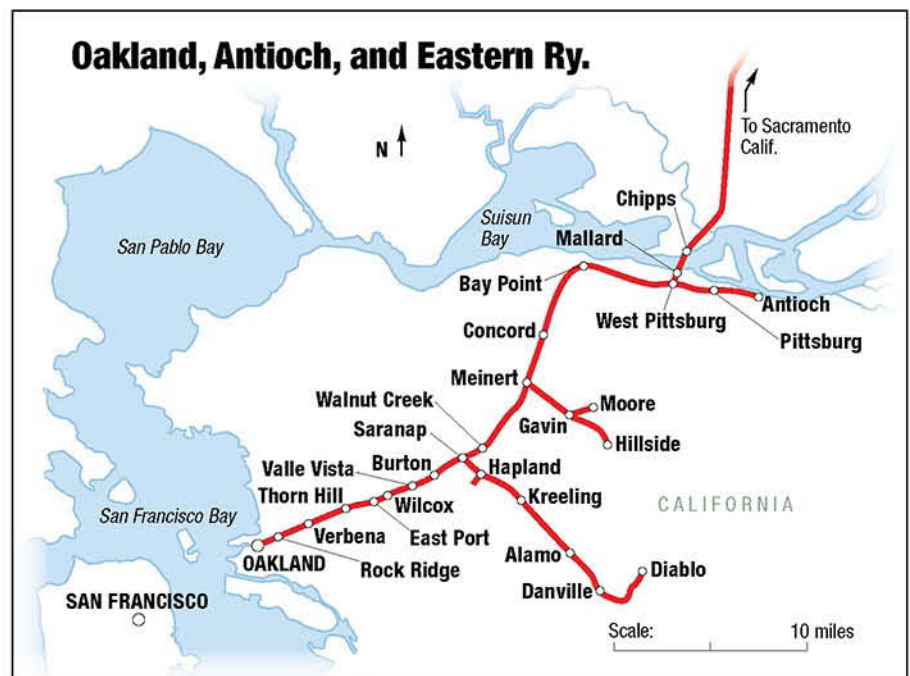 Oakland, Antioch, and Eastern Ry.
N
To Sacramento
Calif.
Chipps
Suisun
Bay
Mallard
San Pablo Bay
Bay Point
Antioch
West Pittsburg
Pittsburg
Concord
Meinert
Walnut Creek
Moore
Gavin
Saranap
Hillside
Burton
Hapland
Valle Vista
Kreeling
Thorn Hill
Wilcox
CALIFORNIA
San Francisco Bay
Verbena
East Port
OAKLAND
Rock Ridge
Alamo
Diablo
Danville
SAN FRANCISCO
Scale:
10 miles